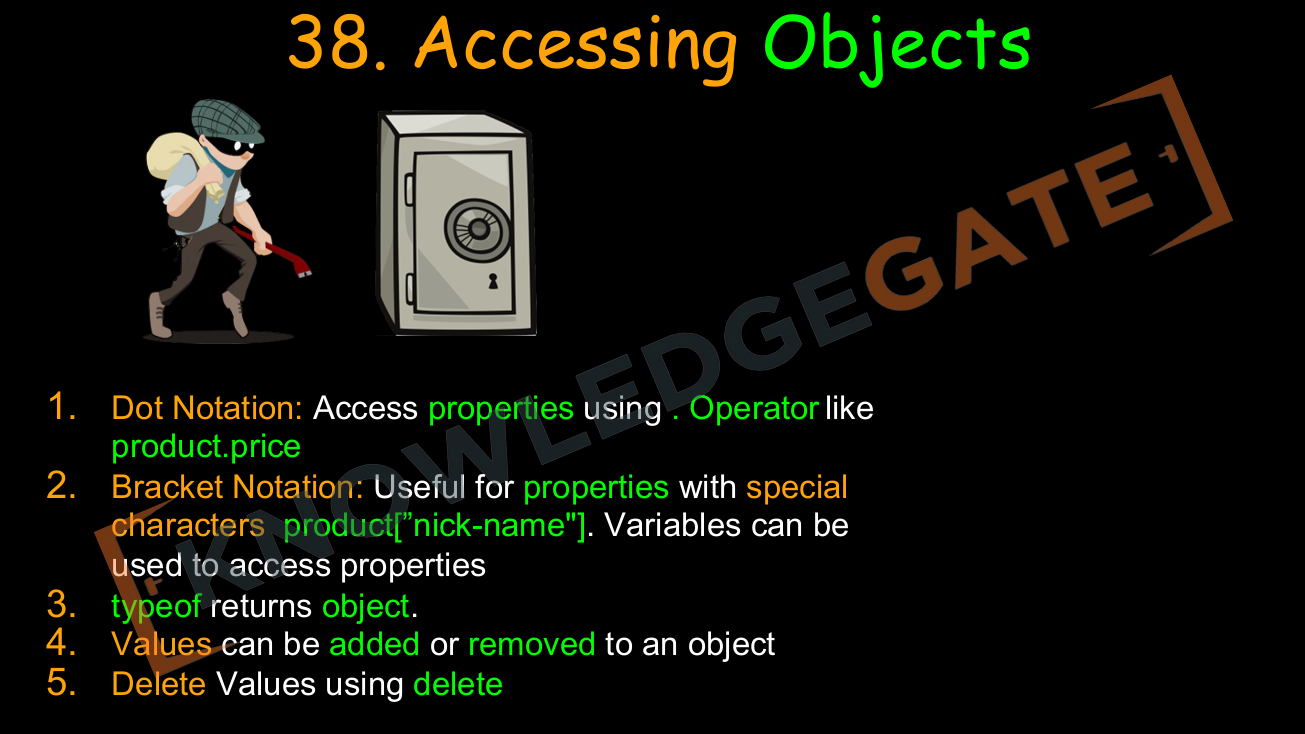 38. Accessing Objects
KNOWLEDGEGATE
1. Dot Notation: Access properties using . Operator like
product.price
2. Bracket Notation: Useful for properties with special
characters product[”nick-name"]. Variables can be
used to access properties
3. typeof returns object.
4. Values can be added or removed to an object
5. Delete Values using delete